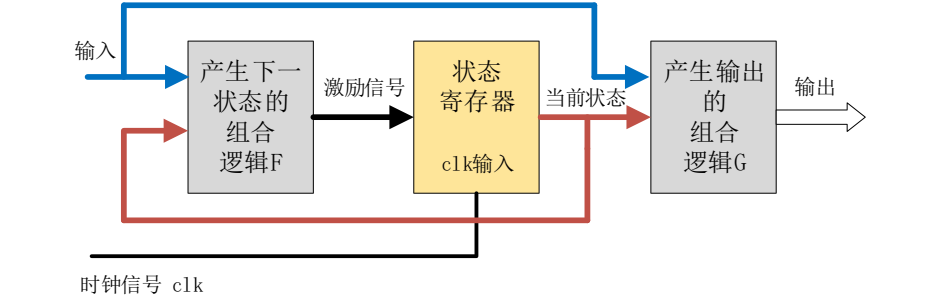 输入
产生下一
状态的
组合
逻辑F
激励信号
状态
寄存器
clk输入
当前状态
产生输出
的
组合
逻辑G
输出
时钟信号 clk